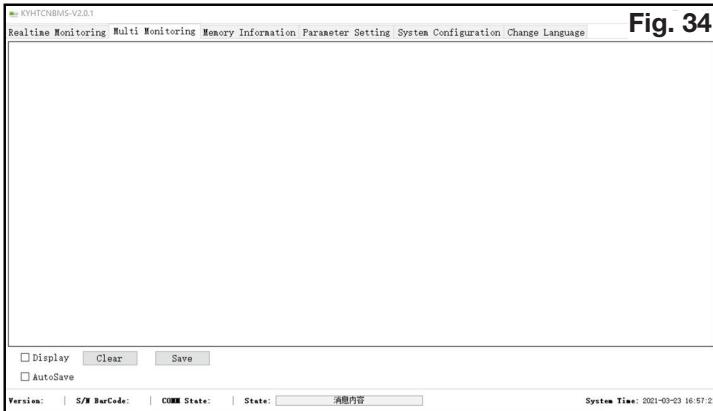 KYHTCNBMS-V2.0.1
Fig. 34
Realtime Monitoring Multi Monitoring Memory Information Parameter Setting System Configuration Change Language
Display Clear Save
AutoSave
Version: | S/W BarCode: | COMM State: | State: 消息内容 System Time: 2021-03-23 16:57:2